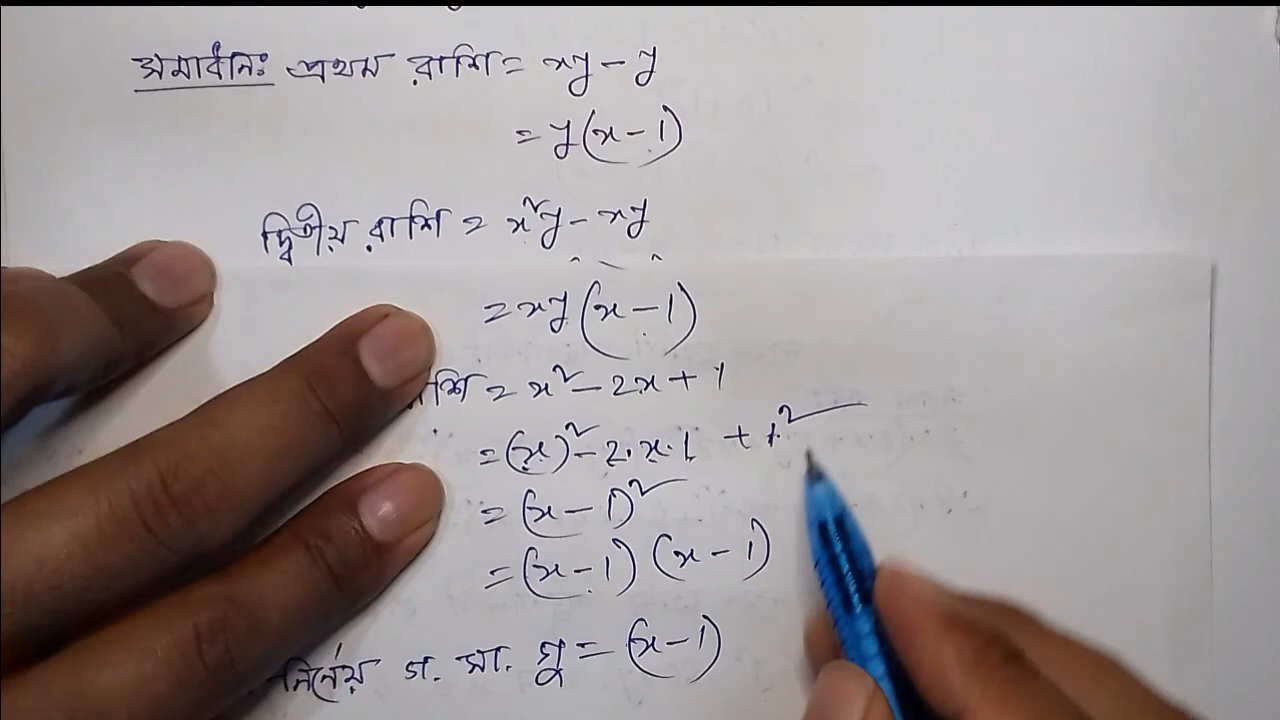 সমাধানঃ প্রথম রাশি = xy - y
= y(x - 1)
দ্বিতীয় রাশি = x²y - xy
= xy(x - 1)
রাশি = x² - 2x + 1
= (x)² - 2.x.1 + 1²
= (x - 1)²
= (x - 1) (x - 1)
নির্ণেয় গ. সা. গু = (x - 1)